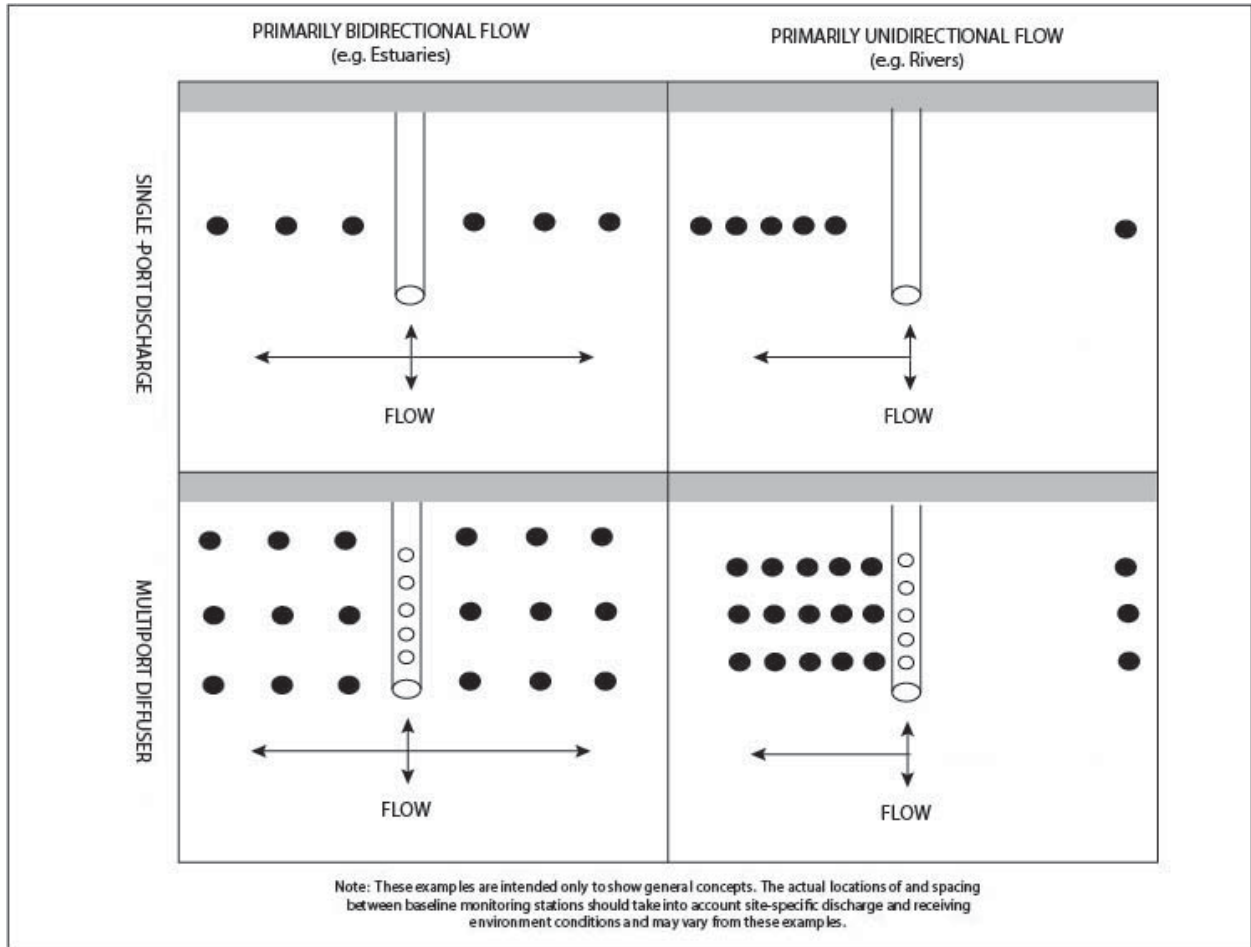 PRIMARILY BIDIRECTIONAL FLOW
(e.g. Estuaries)
PRIMARILY UNIDIRECTIONAL FLOW
(e.g. Rivers)
SINGLE -PORT DISCHARGE
FLOW
FLOW
MULTIPORT DIFFUSER
FLOW
FLOW
Note: These examples are intended only to show general concepts. The actual locations of and spacing
between baseline monitoring stations should take into account site-specific discharge and receiving
environment conditions and may vary from these examples.